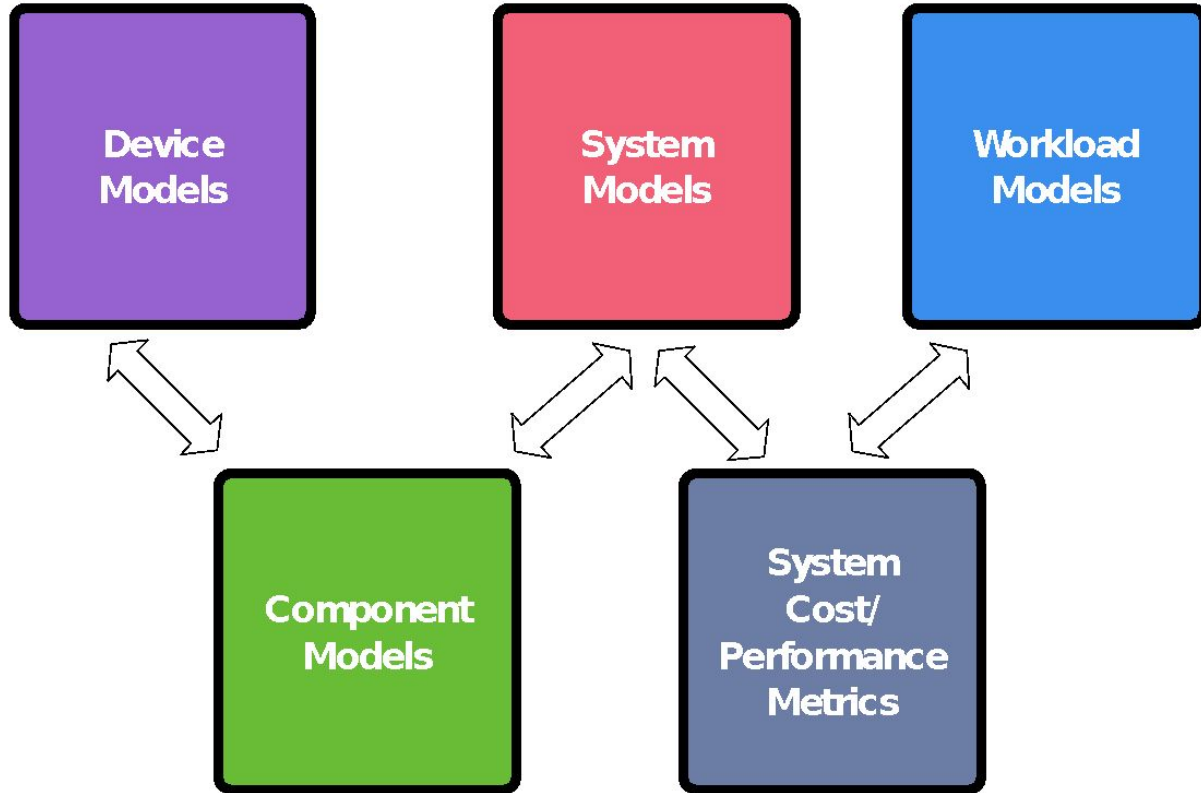 Device
Models
System
Models
Workload
Models
Component
Models
System
Cost/
Performance
Metrics